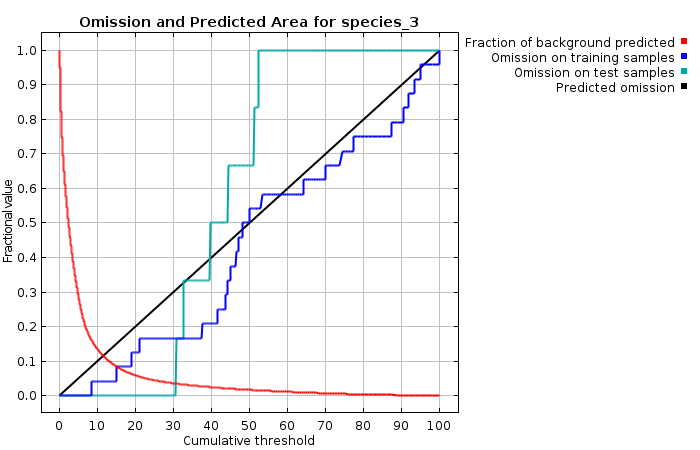 Omission and Predicted Area for species_3
Fraction of background predicted
Omission on training samples
Omission on test samples
Predicted omission
Fractional value
1.0
0.9
0.8
0.7
0.6
0.5
0.4
0.3
0.2
0.1
0.0
0 10 20 30 40 50 60 70 80 90 100
Cumulative threshold